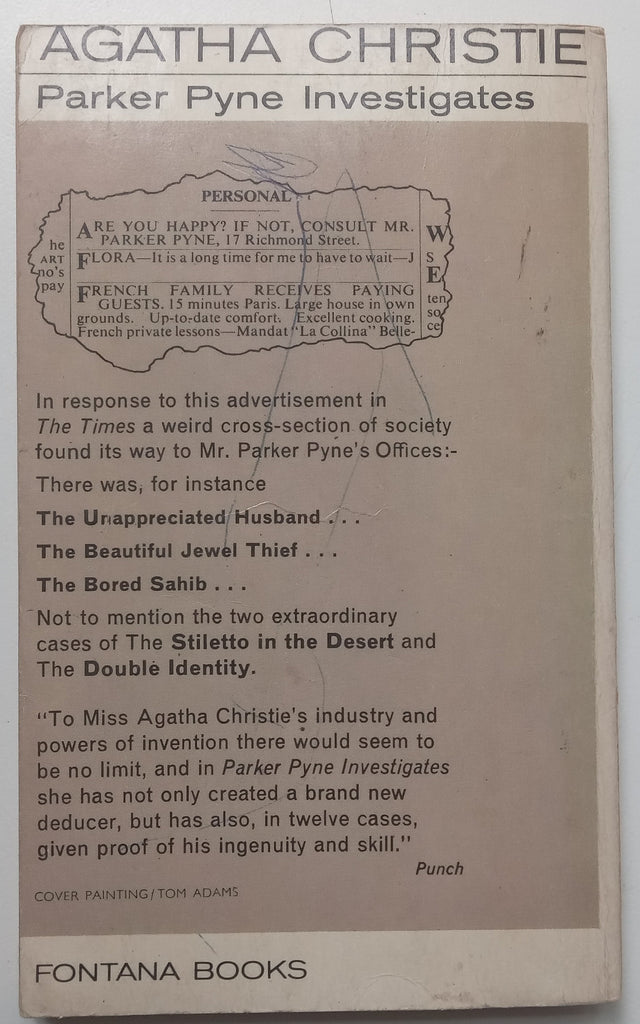 AGATHA CHRISTIE
Parker Pyne Investigates
PERSONAL
ARE YOU HAPPY? IF NOT, CONSULT MR.
PARKER PYNE, 17 Richmond Street.
FLORA—It is a long time for me to have to wait—J
FRENCH FAMILY RECEIVES PAYING
GUESTS. 15 minutes Paris. Large house in own
grounds. Up-to-date comfort. Excellent cooking.
French private lessons—Mandat "La Collina" Belle-
he
ART
no's
pay
W
S
E
ten
so
ce
In response to this advertisement in
The Times a weird cross-section of society
found its way to Mr. Parker Pyne's Offices:-
There was, for instance
The Unappreciated Husband . . .
The Beautiful Jewel Thief . . .
The Bored Sahib . . .
Not to mention the two extraordinary
cases of The Stiletto in the Desert and
The Double Identity.
"To Miss Agatha Christie's industry and
powers of invention there would seem to
be no limit, and in Parker Pyne Investigates
she has not only created a brand new
deducer, but has also, in twelve cases,
given proof of his ingenuity and skill."
Punch
COVER PAINTING/TOM ADAMS
FONTANA BOOKS